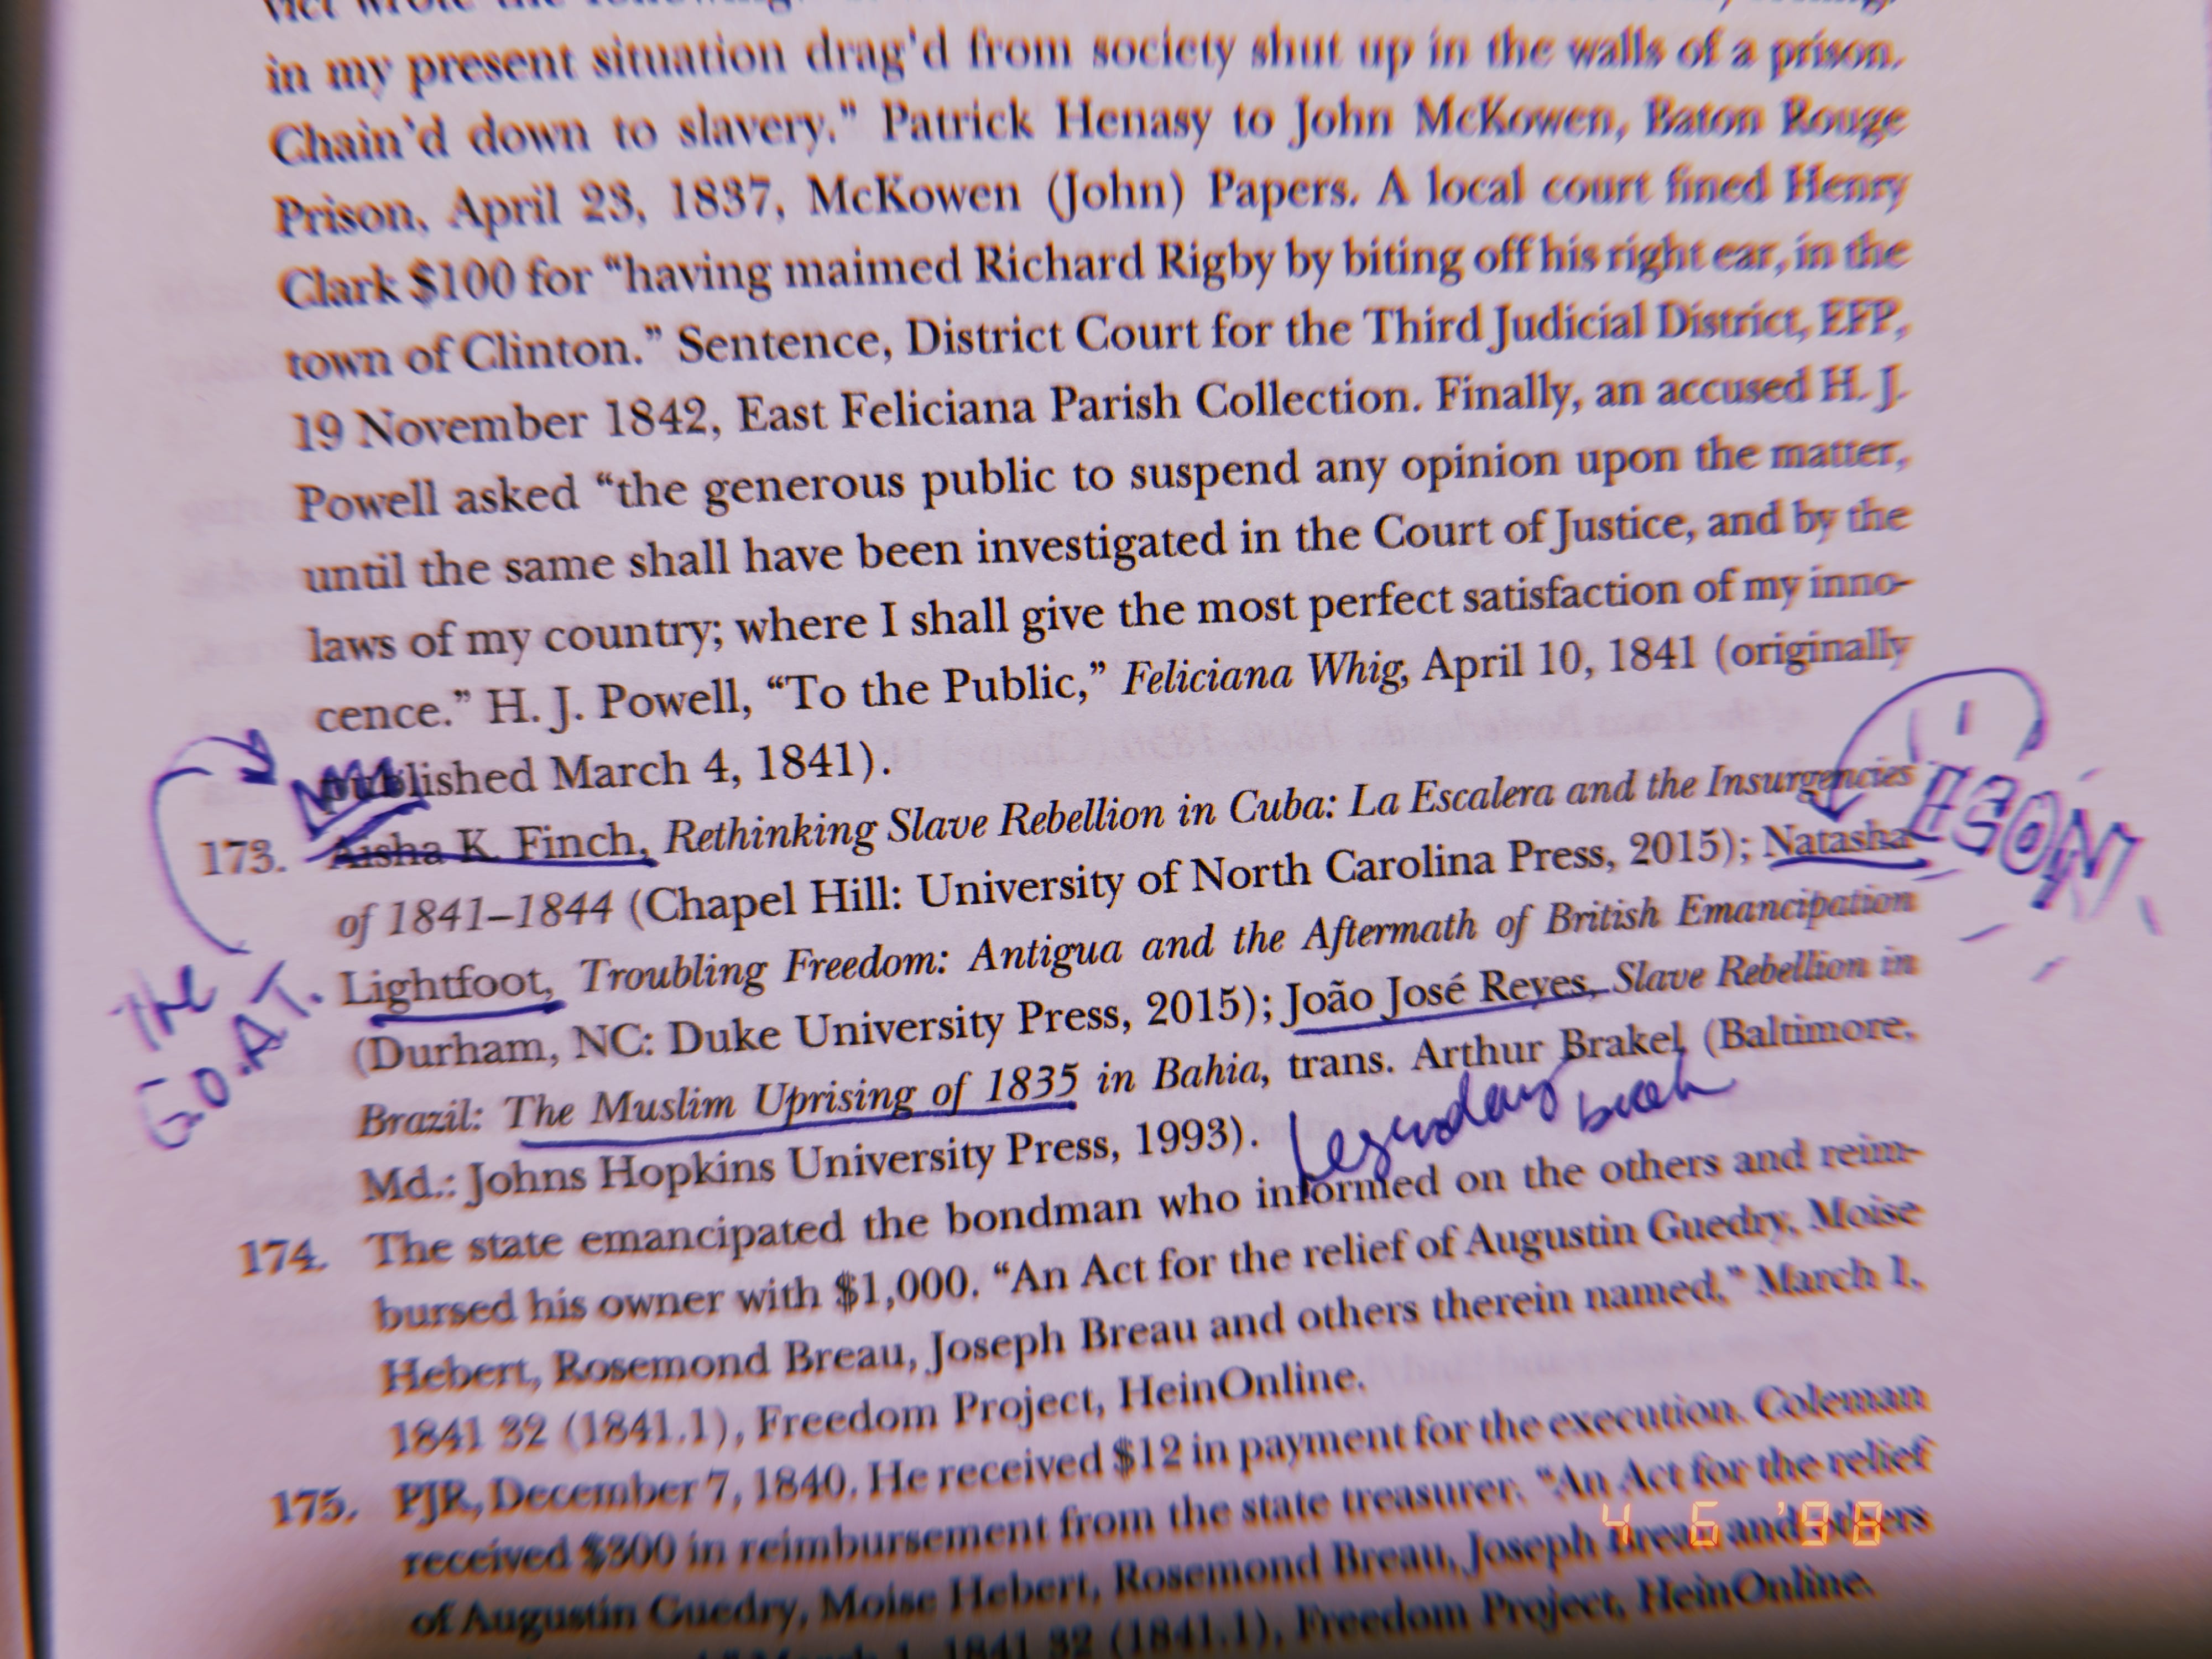 in my present situation drag'd from society shut up in the walls of a prison.
Chain'd down to slavery." Patrick Henasy to John McKowen, Baton Rouge
Prison, April 23, 1837, McKowen (John) Papers. A local court fined Henry
Clark $100 for “having maimed Richard Rigby by biting off his right ear, in the
town of Clinton.” Sentence, District Court for the Third Judicial District, EFP,
19 November 1842, East Feliciana Parish Collection. Finally, an accused H. J.
Powell asked “the generous public to suspend any opinion upon the matter,
until the same shall have been investigated in the Court of Justice, and by the
laws of my country; where I shall give the most perfect satisfaction of my inno-
cence.” H. J. Powell, “To the Public,” Feliciana Whig, April 10, 1841 (originally
published March 4, 1841).
173. Aisha K. Finch, Rethinking Slave Rebellion in Cuba: La Escalera and the Insurgencies
ICON
of 1841–1844 (Chapel Hill: University of North Carolina Press, 2015); Natasha
The
G.O.A.T.
Lightfoot, Troubling Freedom: Antigua and the Aftermath of British Emancipation
(Durham, NC: Duke University Press, 2015); João José Reyes, Slave Rebellion in
Brazil: The Muslim Uprising of 1835 in Bahia, trans. Arthur Brakel (Baltimore,
Md.: Johns Hopkins University Press, 1993).
Legendary book
174. The state emancipated the bondman who informed on the others and reim-
bursed his owner with $1,000. “An Act for the relief of Augustin Guedry, Moise
Hebert, Rosemond Breau, Joseph Breau and others therein named,” March 1,
1841 32 (1841.1), Freedom Project, HeinOnline.
175. PJR, December 7, 1840. He received $12 in payment for the execution. Coleman
received $300 in reimbursement from the state treasurer. “An Act for the relief
of Augustin Guedry, Moise Hebert, Rosemond Breau, Joseph Breau and others
1841 32 (1841.1), Freedom Project, HeinOnline.
4 6 '98